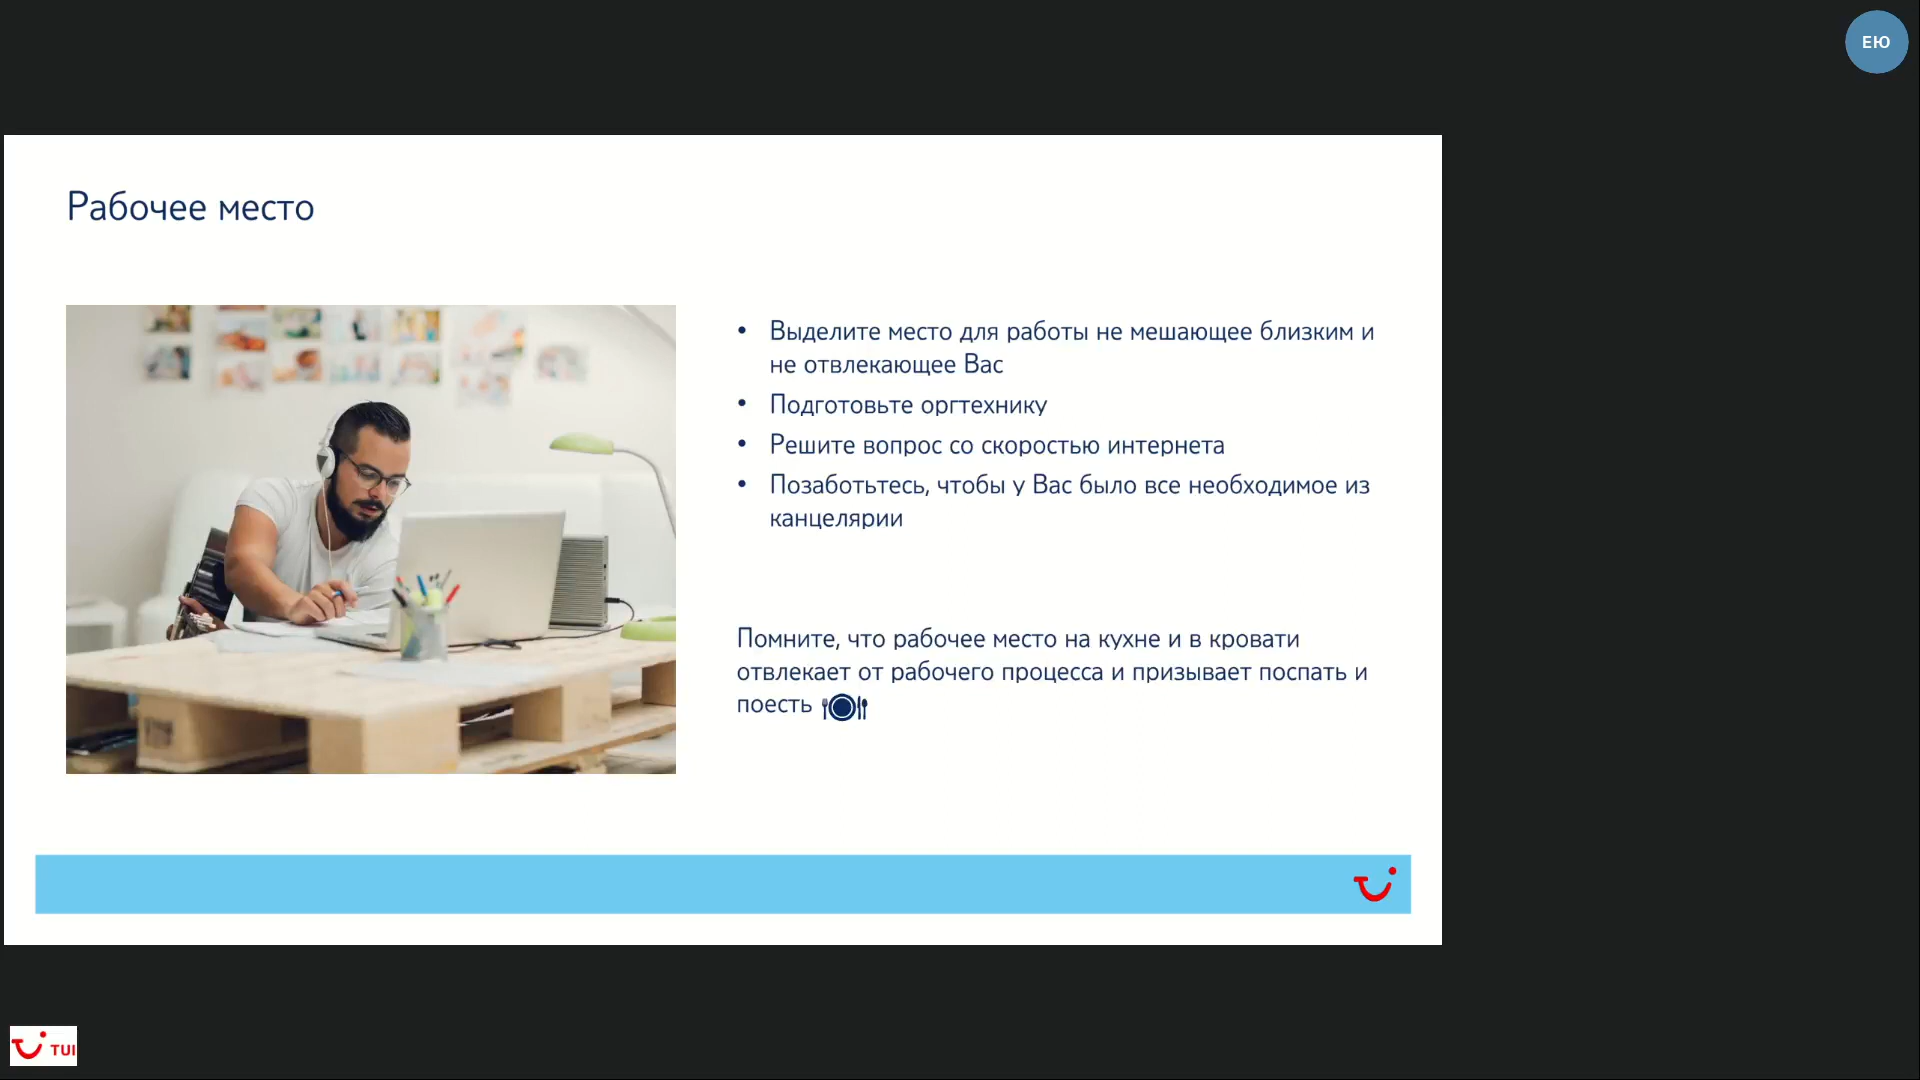 ЕЮ
Рабочее место
• Выделите место для работы не мешающее близким и
не отвлекающее Вас
• Подготовьте оргтехнику
• Решите вопрос со скоростью интернета
• Позаботьтесь, чтобы у Вас было все необходимое из
канцелярии
Помните, что рабочее место на кухне и в кровати
отвлекает от рабочего процесса и призывает поспать и
поесть 🍽
TUI